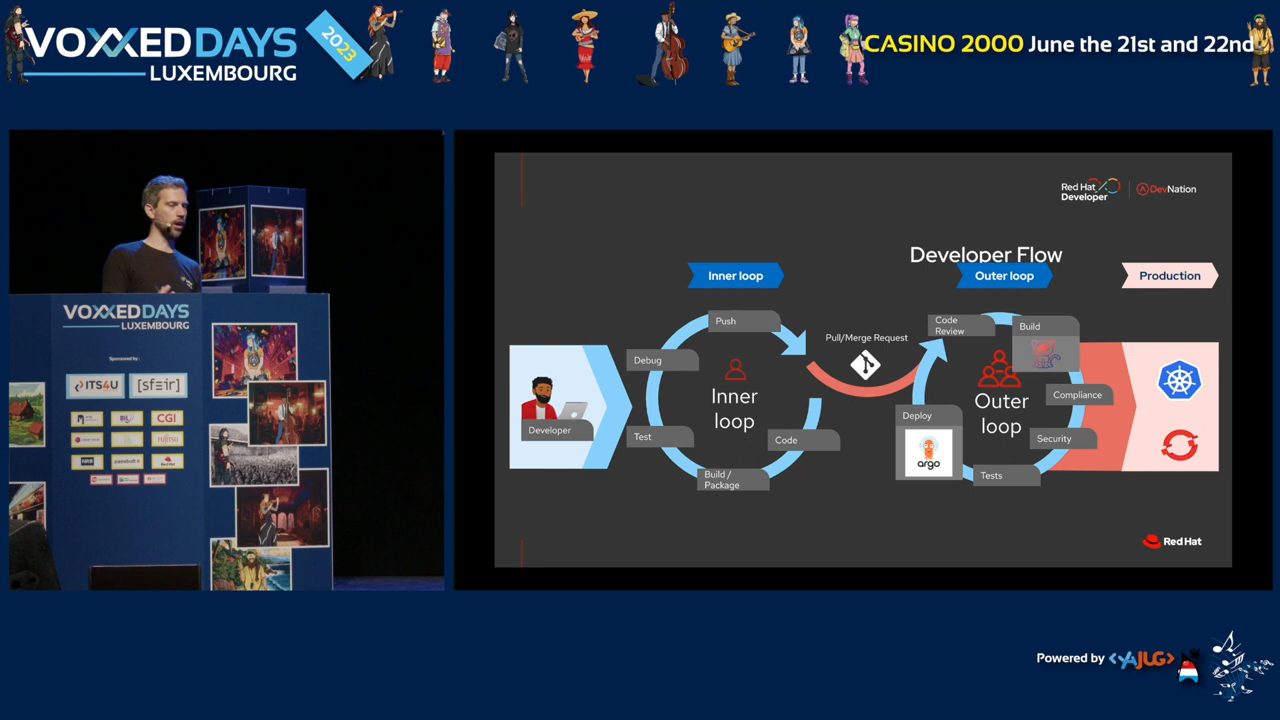 VOXXED DAYS
LUXEMBOURG
2023
CASINO 2000 June the 21st and 22nd
VOXXED DAYS
LUXEMBOURG
Sponsored by :
ITS4U
[sfeir]
CGI
FUJITSU
Red Hat
Red Hat
Developer
DevNation
Developer Flow
Inner loop
Outer loop
Production
Push
Debug
Test
Build /
Package
Code
Inner
loop
Developer
Pull/Merge Request
Code
Review
Build
Compliance
Security
Tests
Deploy
argo
Outer
loop
Red Hat
Powered by <YAJUG>